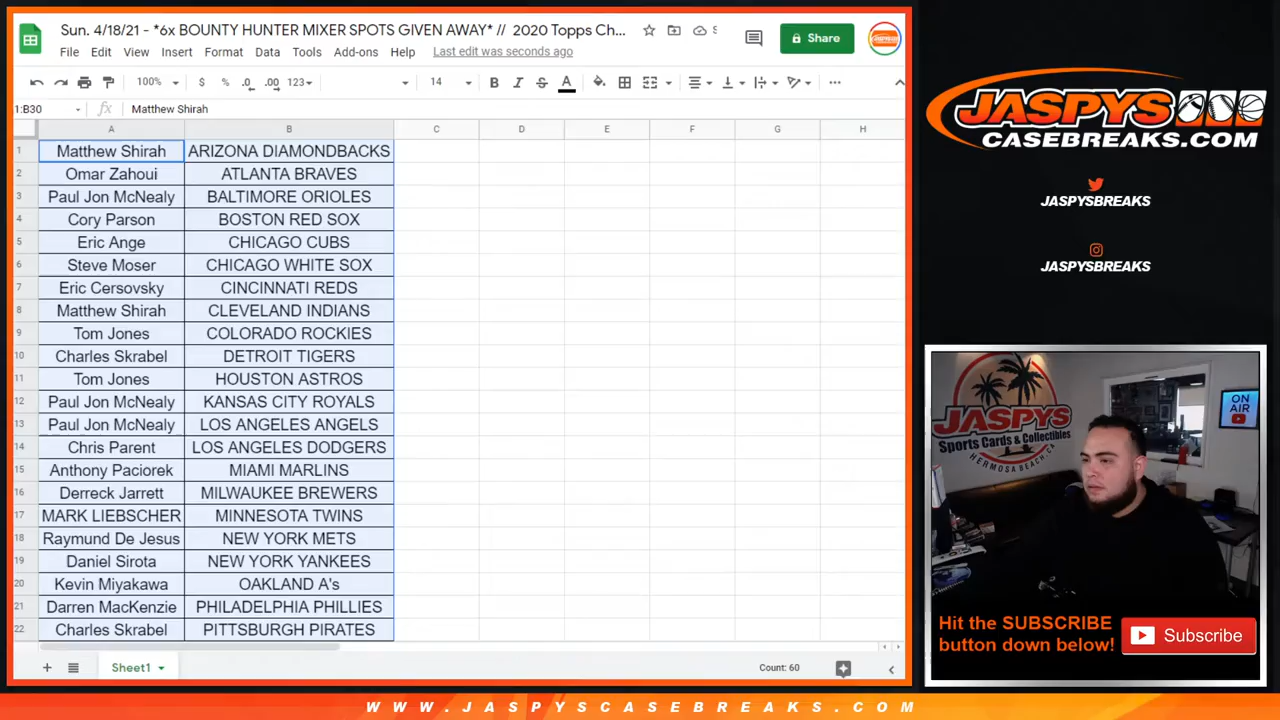 Sun. 4/18/21 - *6x BOUNTY HUNTER MIXER SPOTS GIVEN AWAY* // 2020 Topps Ch...
Share
File Edit View Insert Format Data Tools Add-ons Help Last edit was seconds ago
100% $ % .0 .00 123 14 B I S A
1:B30 fx Matthew Shirah
A B C D E F G H
1 Matthew Shirah ARIZONA DIAMONDBACKS
2 Omar Zahoui ATLANTA BRAVES
3 Paul Jon McNealy BALTIMORE ORIOLES
4 Cory Parson BOSTON RED SOX
5 Eric Ange CHICAGO CUBS
6 Steve Moser CHICAGO WHITE SOX
7 Eric Cersovsky CINCINNATI REDS
8 Matthew Shirah CLEVELAND INDIANS
9 Tom Jones COLORADO ROCKIES
10 Charles Skrabel DETROIT TIGERS
11 Tom Jones HOUSTON ASTROS
12 Paul Jon McNealy KANSAS CITY ROYALS
13 Paul Jon McNealy LOS ANGELES ANGELS
14 Chris Parent LOS ANGELES DODGERS
15 Anthony Paciorek MIAMI MARLINS
16 Derreck Jarrett MILWAUKEE BREWERS
17 MARK LIEBSCHER MINNESOTA TWINS
18 Raymund De Jesus NEW YORK METS
19 Daniel Sirota NEW YORK YANKEES
20 Kevin Miyakawa OAKLAND A's
21 Darren MacKenzie PHILADELPHIA PHILLIES
22 Charles Skrabel PITTSBURGH PIRATES
Sheet1
Count: 60
JASPYS
CASEBREAKS.COM
JASPYSBREAKS
JASPYSBREAKS
JASPYS
Sports Cards & Collectibles
HERMOSA BEACH, CA
ON
AIR
Hit the SUBSCRIBE
button down below!
Subscribe
WWW.JASPYSCASEBREAKS.COM